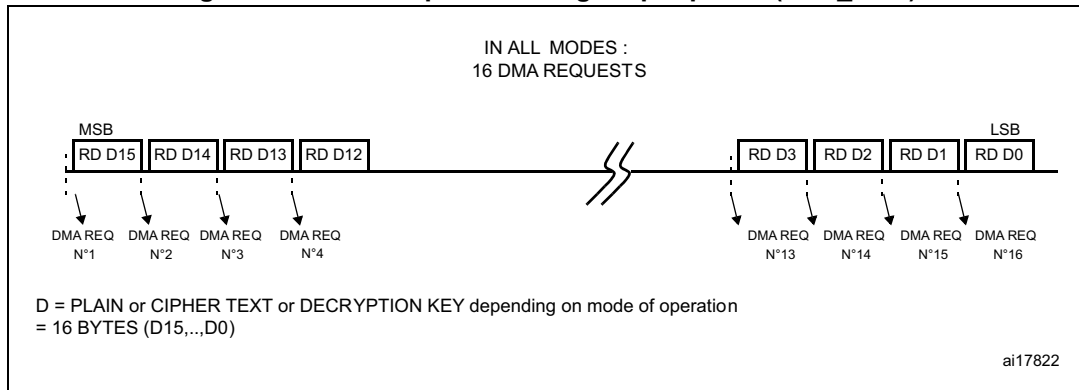 IN ALL MODES :
16 DMA REQUESTS
MSB LSB
RD D15 RD D14 RD D13 RD D12 RD D3 RD D2 RD D1 RD D0
DMA REQ DMA REQ DMA REQ DMA REQ DMA REQ DMA REQ DMA REQ DMA REQ
N°1 N°2 N°3 N°4 N°13 N°14 N°15 N°16
D = PLAIN or CIPHER TEXT or DECRYPTION KEY depending on mode of operation
= 16 BYTES (D15,..,D0)
ai17822